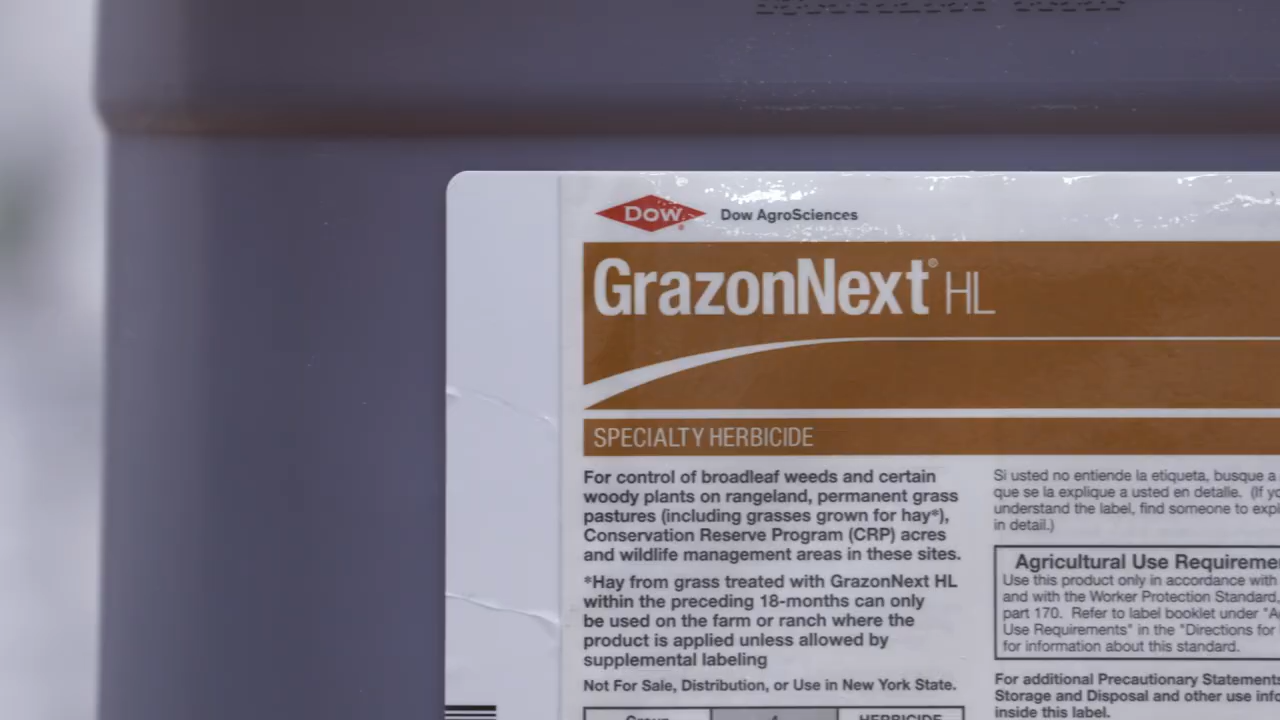 Dow
Dow AgroSciences
GrazonNext® HL
SPECIALTY HERBICIDE
For control of broadleaf weeds and certain
woody plants on rangeland, permanent grass
pastures (including grasses grown for hay*),
Conservation Reserve Program (CRP) acres
and wildlife management areas in these sites.
*Hay from grass treated with GrazonNext HL
within the preceding 18-months can only
be used on the farm or ranch where the
product is applied unless allowed by
supplemental labeling
Not For Sale, Distribution, or Use in New York State.
Group 4 HERBICIDE
Si usted no entiende la etiqueta, busque a
que se la explique a usted en detalle. (If
understand the label, find someone to
in detail.)
Agricultural Use
Use this product only in accordance with
and with the Worker Protection Standard,
part 170. Refer to label booklet under
Use Requirements" in the "Directions for
for information about this standard.
For additional Precautionary Statements
Storage and Disposal and other use
inside this label.